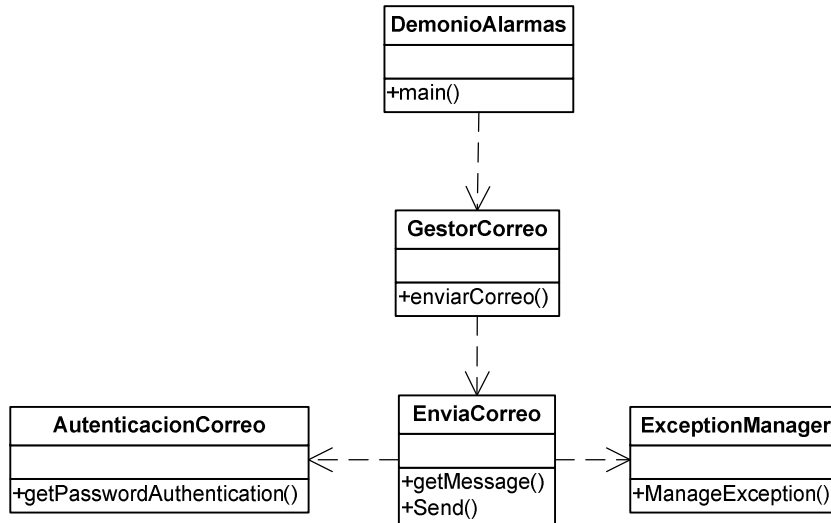 DemonioAlarmas
+main()
GestorCorreo
+enviarCorreo()
AutenticacionCorreo
+getPasswordAuthentication()
EnviaCorreo
+getMessage()
+Send()
ExceptionManager
+ManageException()